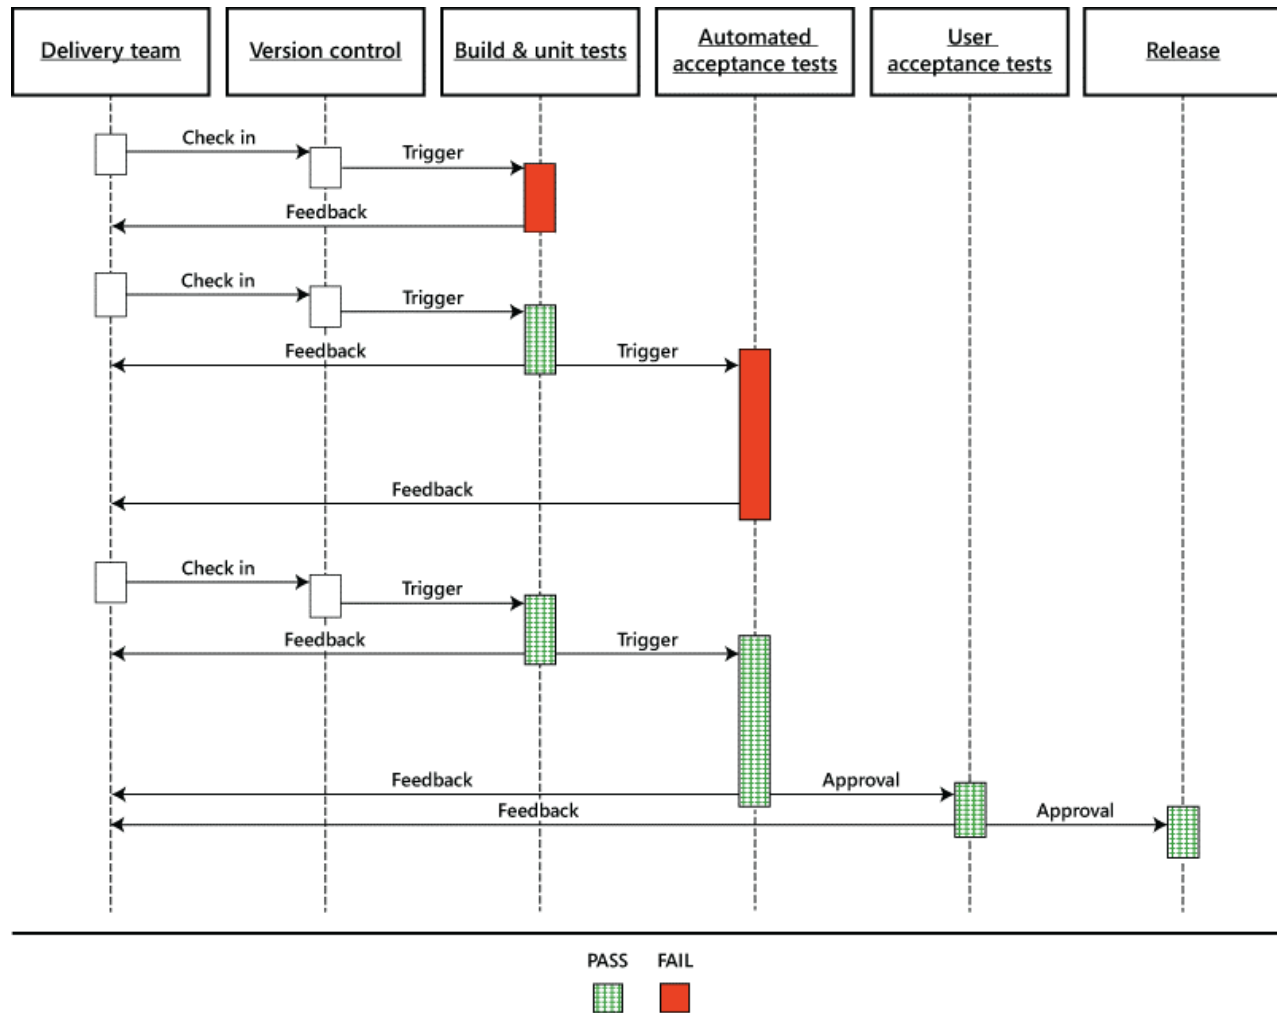 Delivery team
Version control
Build & unit tests
Automated
acceptance tests
User
acceptance tests
Release
Check in
Trigger
Feedback
Check in
Trigger
Feedback
Trigger
Feedback
Check in
Trigger
Feedback
Trigger
Feedback
Approval
Feedback
Approval
PASS
FAIL